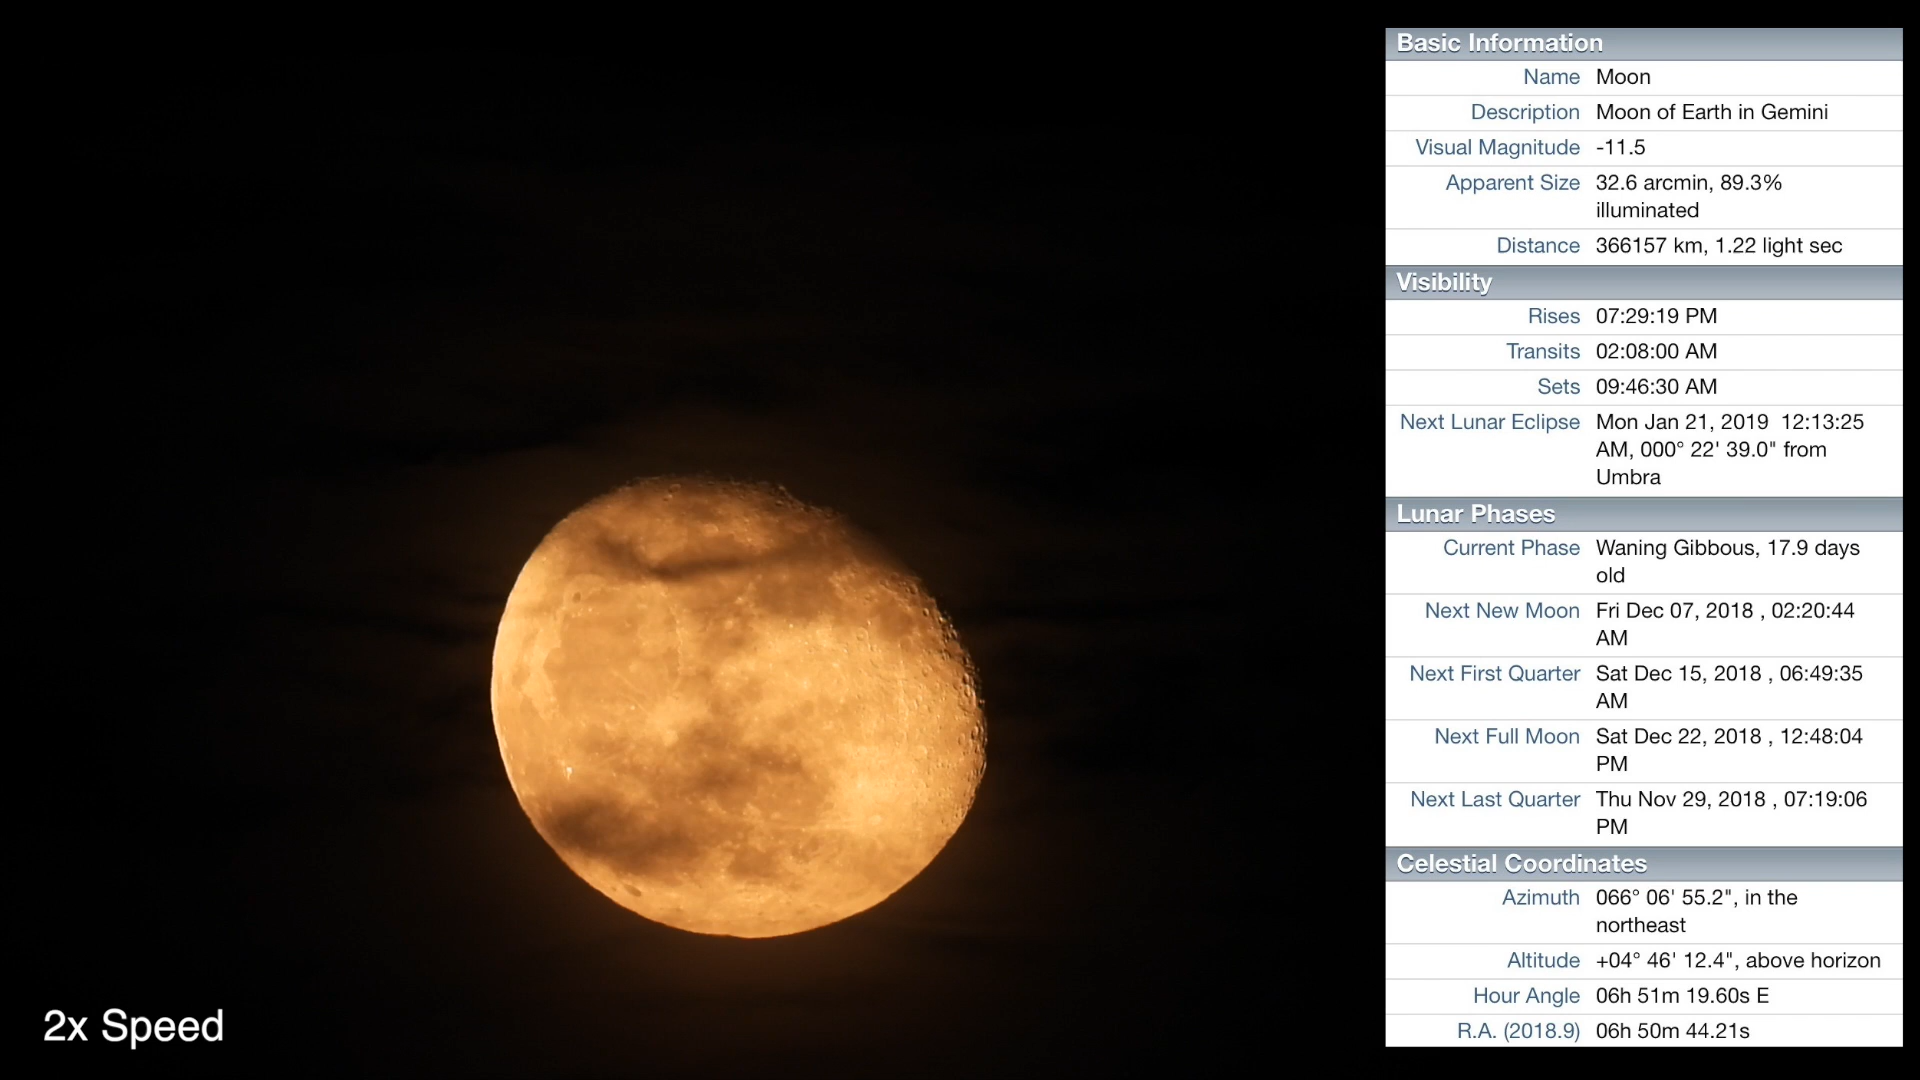 Basic Information
Name Moon
Description Moon of Earth in Gemini
Visual Magnitude -11.5
Apparent Size 32.6 arcmin, 89.3%
illuminated
Distance 366157 km, 1.22 light sec
Visibility
Rises 07:29:19 PM
Transits 02:08:00 AM
Sets 09:46:30 AM
Next Lunar Eclipse Mon Jan 21, 2019 12:13:25
AM, 000° 22' 39.0" from
Umbra
Lunar Phases
Current Phase Waning Gibbous, 17.9 days
old
Next New Moon Fri Dec 07, 2018 , 02:20:44
AM
Next First Quarter Sat Dec 15, 2018 , 06:49:35
AM
Next Full Moon Sat Dec 22, 2018 , 12:48:04
PM
Next Last Quarter Thu Nov 29, 2018 , 07:19:06
PM
Celestial Coordinates
Azimuth 066° 06' 55.2", in the
northeast
Altitude +04° 46' 12.4", above horizon
Hour Angle 06h 51m 19.60s E
R.A. (2018.9) 06h 50m 44.21s
2x Speed